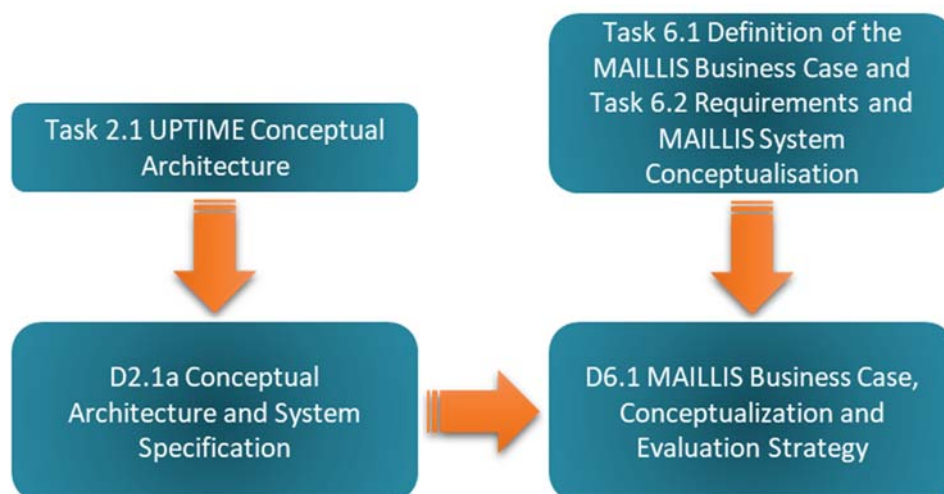 Task 2.1 UPTIME Conceptual
Architecture
Task 6.1 Definition of the
MAILLIS Business Case and
Task 6.2 Requirements and
MAILLIS System
Conceptualisation
D2.1a Conceptual
Architecture and System
Specification
D6.1 MAILLIS Business Case,
Conceptualization and
Evaluation Strategy